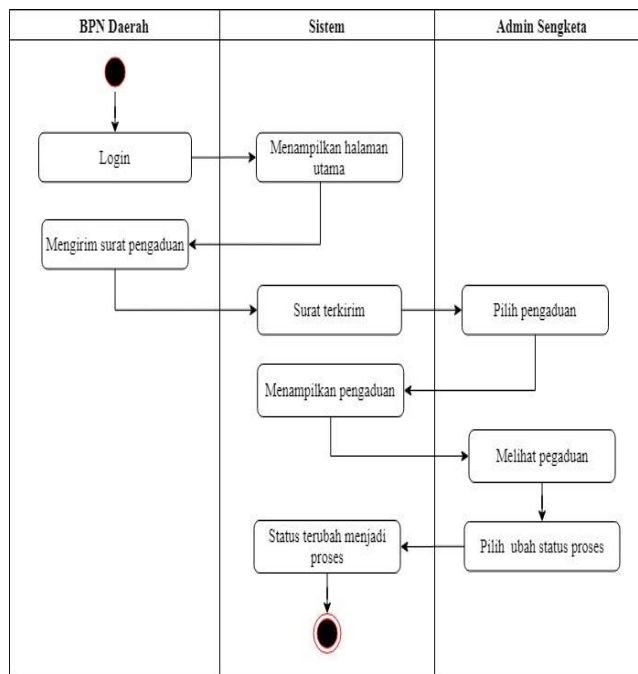 BPN Daerah
Sistem
Admin Sengketa
Login
Menampilkan halaman
utama
Mengirim surat pengaduan
Surat terkirim
Pilih pengaduan
Menampilkan pengaduan
Melihat pegaduan
Status terubah menjadi
proses
Pilih ubah status proses